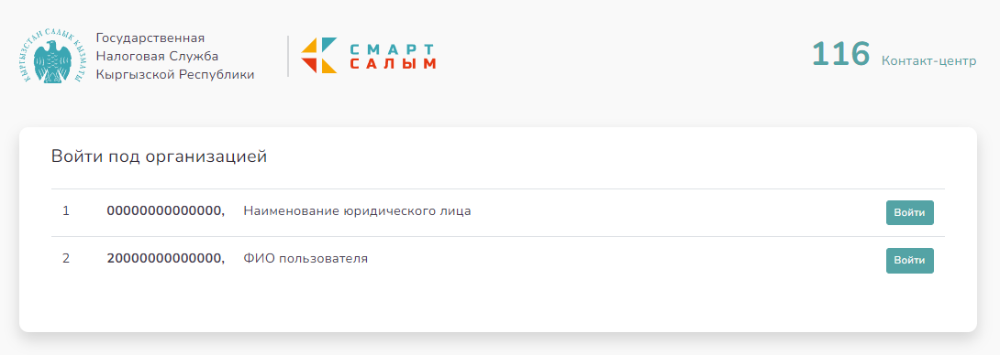 КЫРГЫЗСТАН САЛЫК КЫЗМАТЫ
Государственная
Налоговая Служба
Кыргызской Республики
СМАРТ
САЛЫМ
116 Контакт-центр
Войти под организацией
1 00000000000000, Наименование юридического лица Войти
2 20000000000000, ФИО пользователя Войти